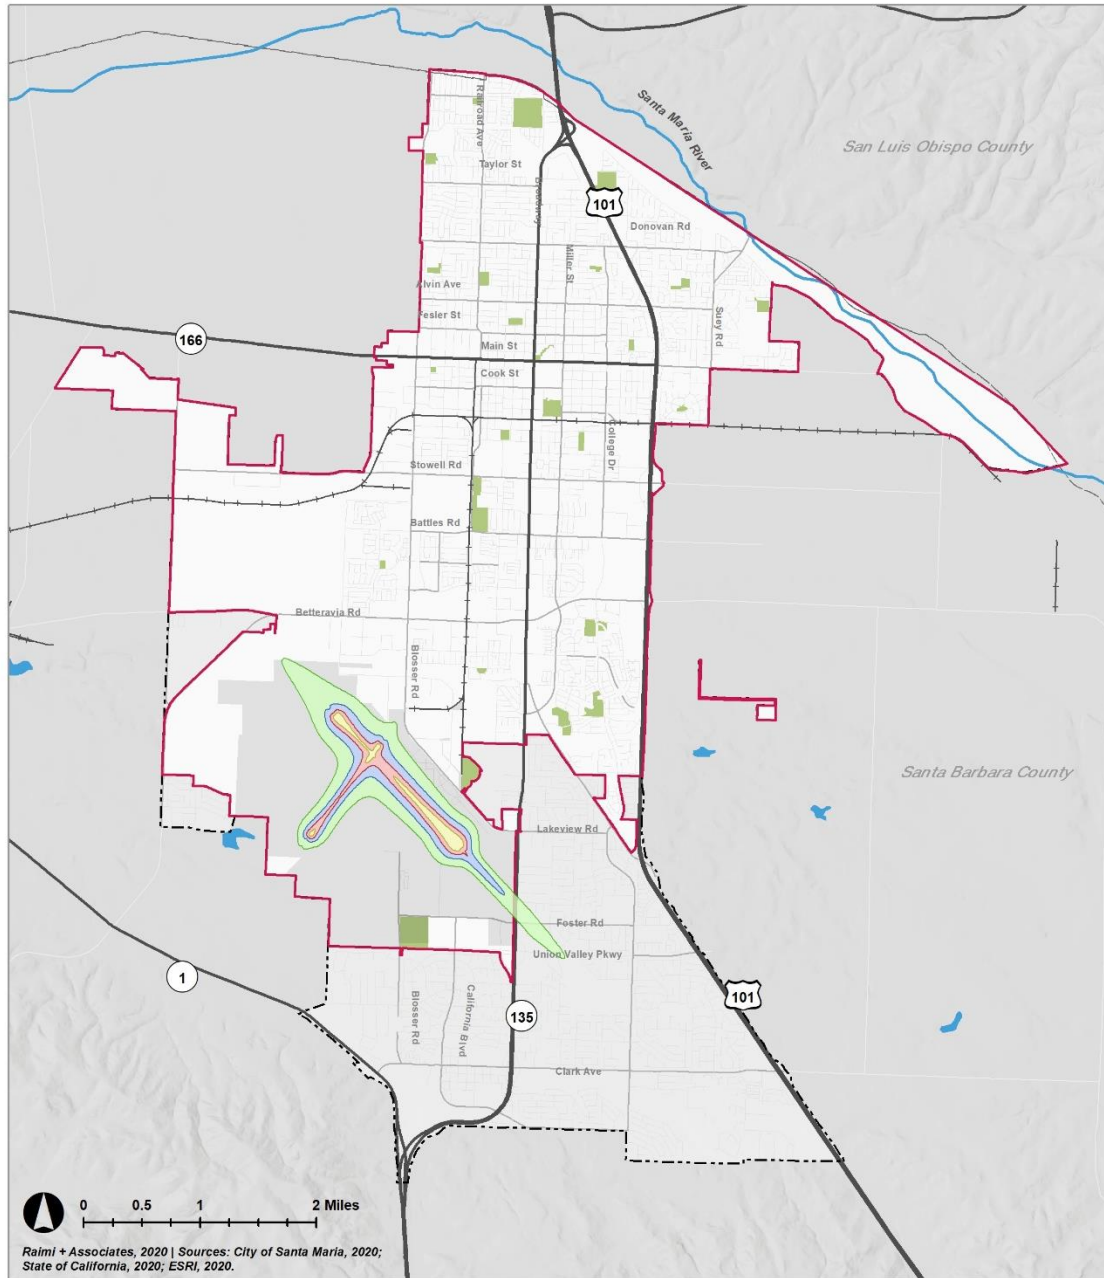 Santa Maria River
San Luis Obispo County
Railroad Ave
Taylor St
Broadway
101
Donovan Rd
Miller St
Alvin Ave
Suey Rd
Fesler St
166
Main St
Cook St
College Dr
Stowell Rd
Battles Rd
Betteravia Rd
Blosser Rd
Santa Barbara County
Lakeview Rd
Foster Rd
Union Valley Pkwy
1
101
Blosser Rd
California Blvd
135
Clark Ave
0 0.5 1 2 Miles
Raimi + Associates, 2020 | Sources: City of Santa Maria, 2020;
State of California, 2020; ESRI, 2020.